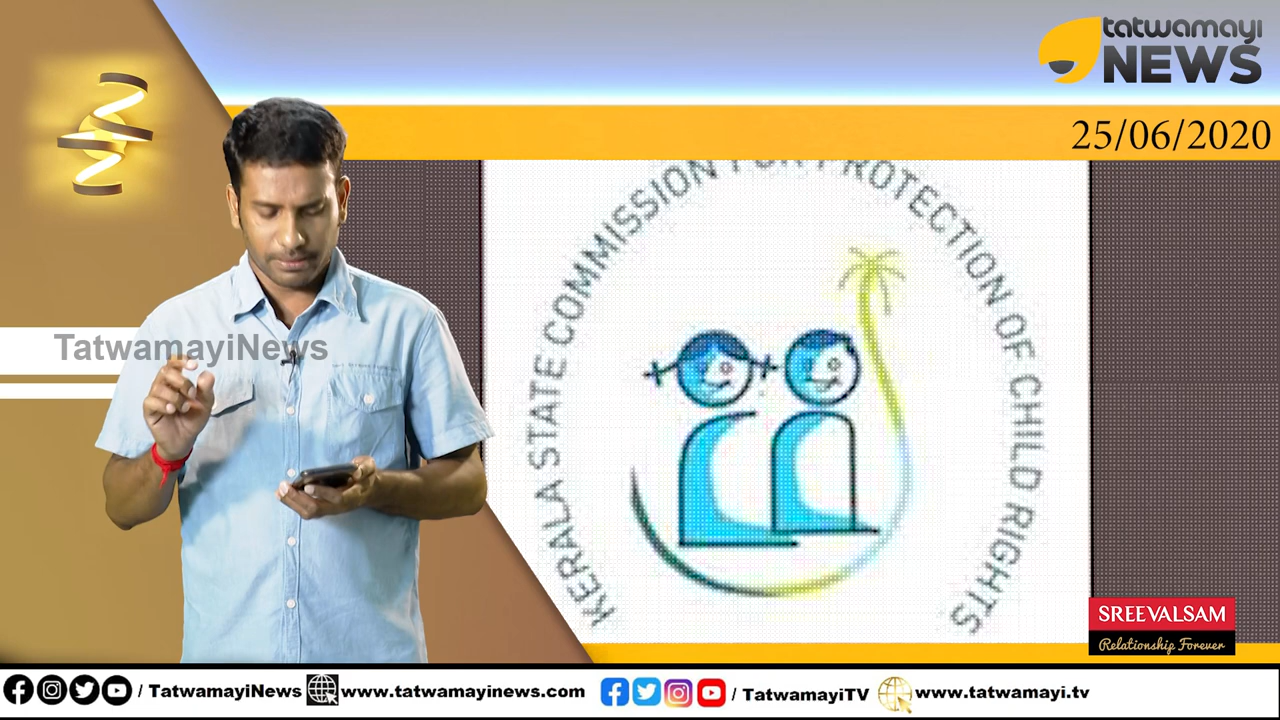 tatwamayi
NEWS
25/06/2020
KERALA STATE COMMISSION FOR PROTECTION OF CHILD RIGHTS
TatwamayiNews
SREEVALSAM
Relationship Forever
/ TatwamayiNews www.tatwamayinews.com / TatwamayiTV www.tatwamayi.tv